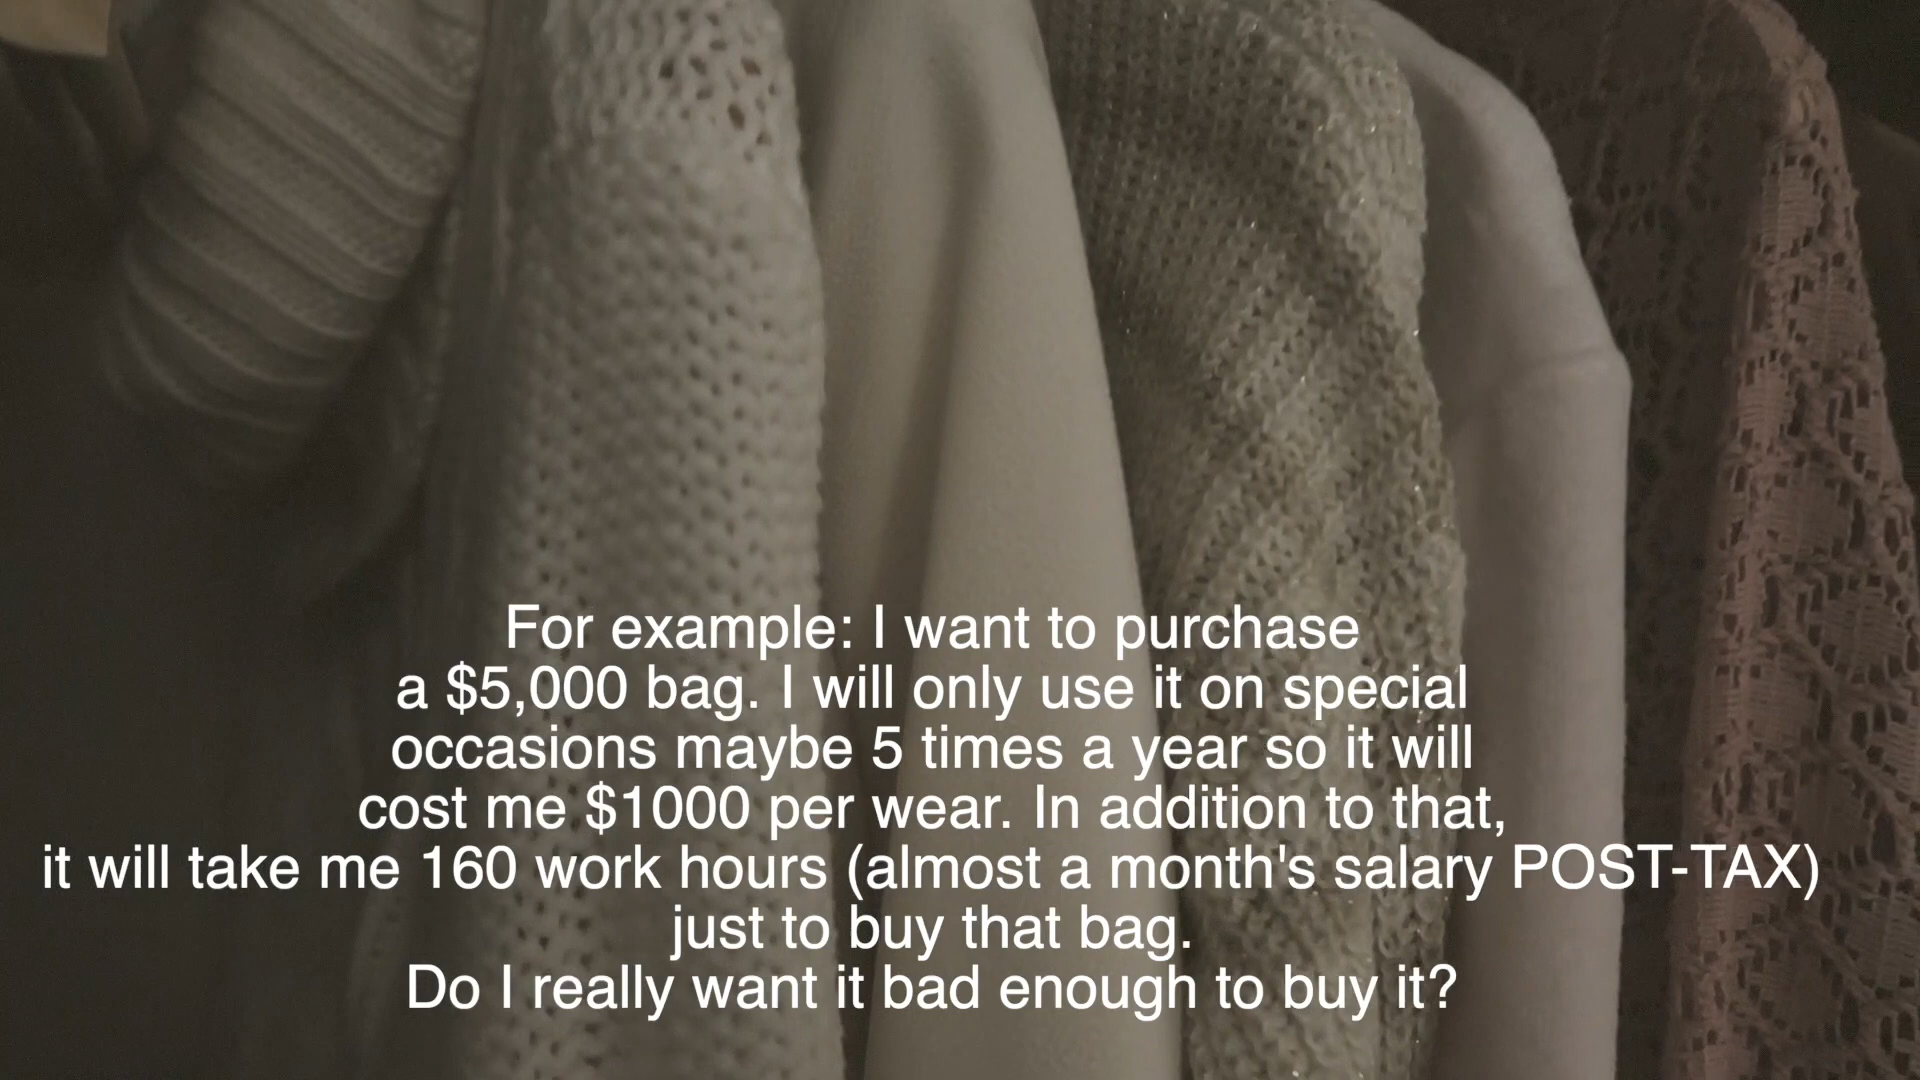 For example: I want to purchase
a $5,000 bag. I will only use it on special
occasions maybe 5 times a year so it will
cost me $1000 per wear. In addition to that,
it will take me 160 work hours (almost a month's salary POST-TAX)
just to buy that bag.
Do I really want it bad enough to buy it?